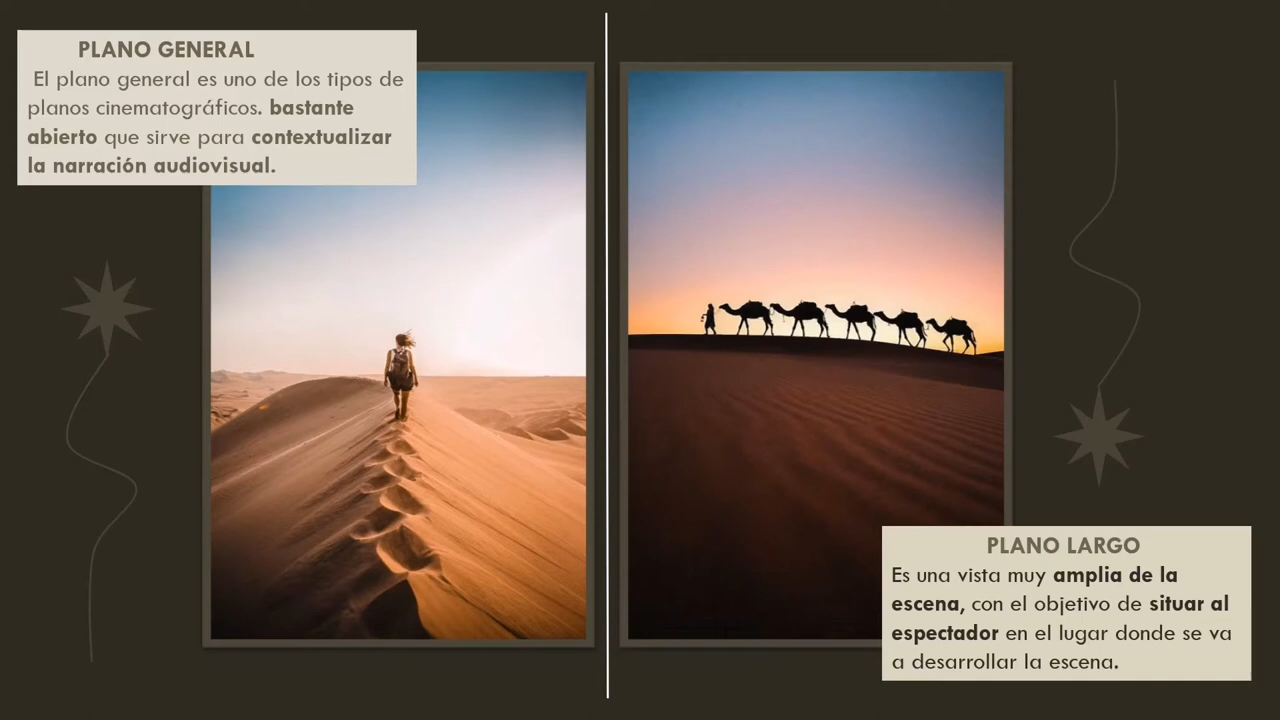 PLANO GENERAL
El plano general es uno de los tipos de
planos cinematográficos. bastante
abierto que sirve para contextualizar
la narración audiovisual.
PLANO LARGO
Es una vista muy amplia de la
escena, con el objetivo de situar al
espectador en el lugar donde se va
a desarrollar la escena.